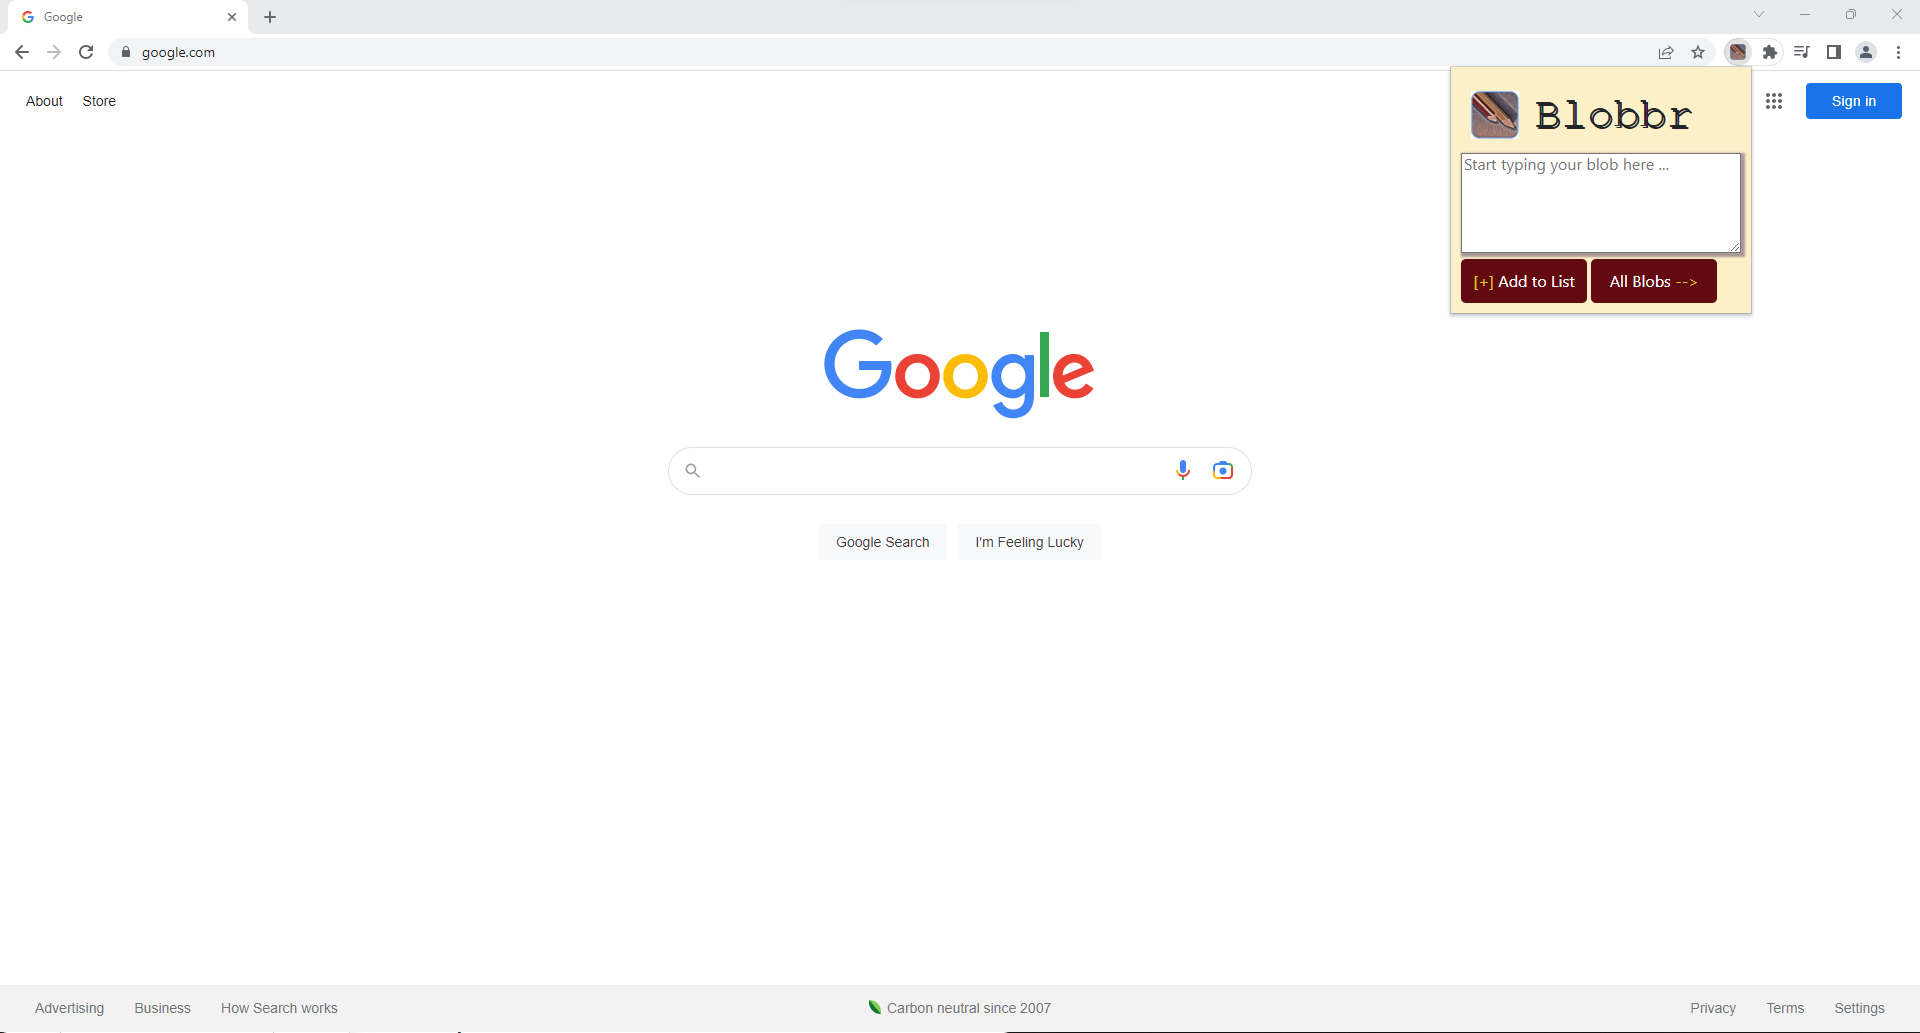 Google
google.com
About Store
Sign in
Blobbr
Start typing your blob here ...
[+] Add to List All Blobs -->
Google
Google Search I'm Feeling Lucky
Advertising Business How Search works Carbon neutral since 2007 Privacy Terms Settings